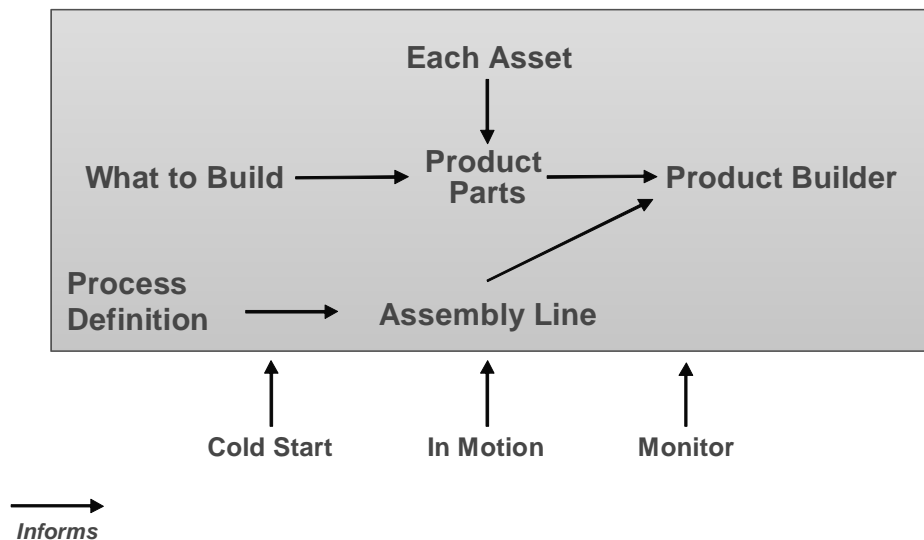 Each Asset
What to Build
Product
Parts
Product Builder
Process
Definition
Assembly Line
Cold Start
In Motion
Monitor
Informs